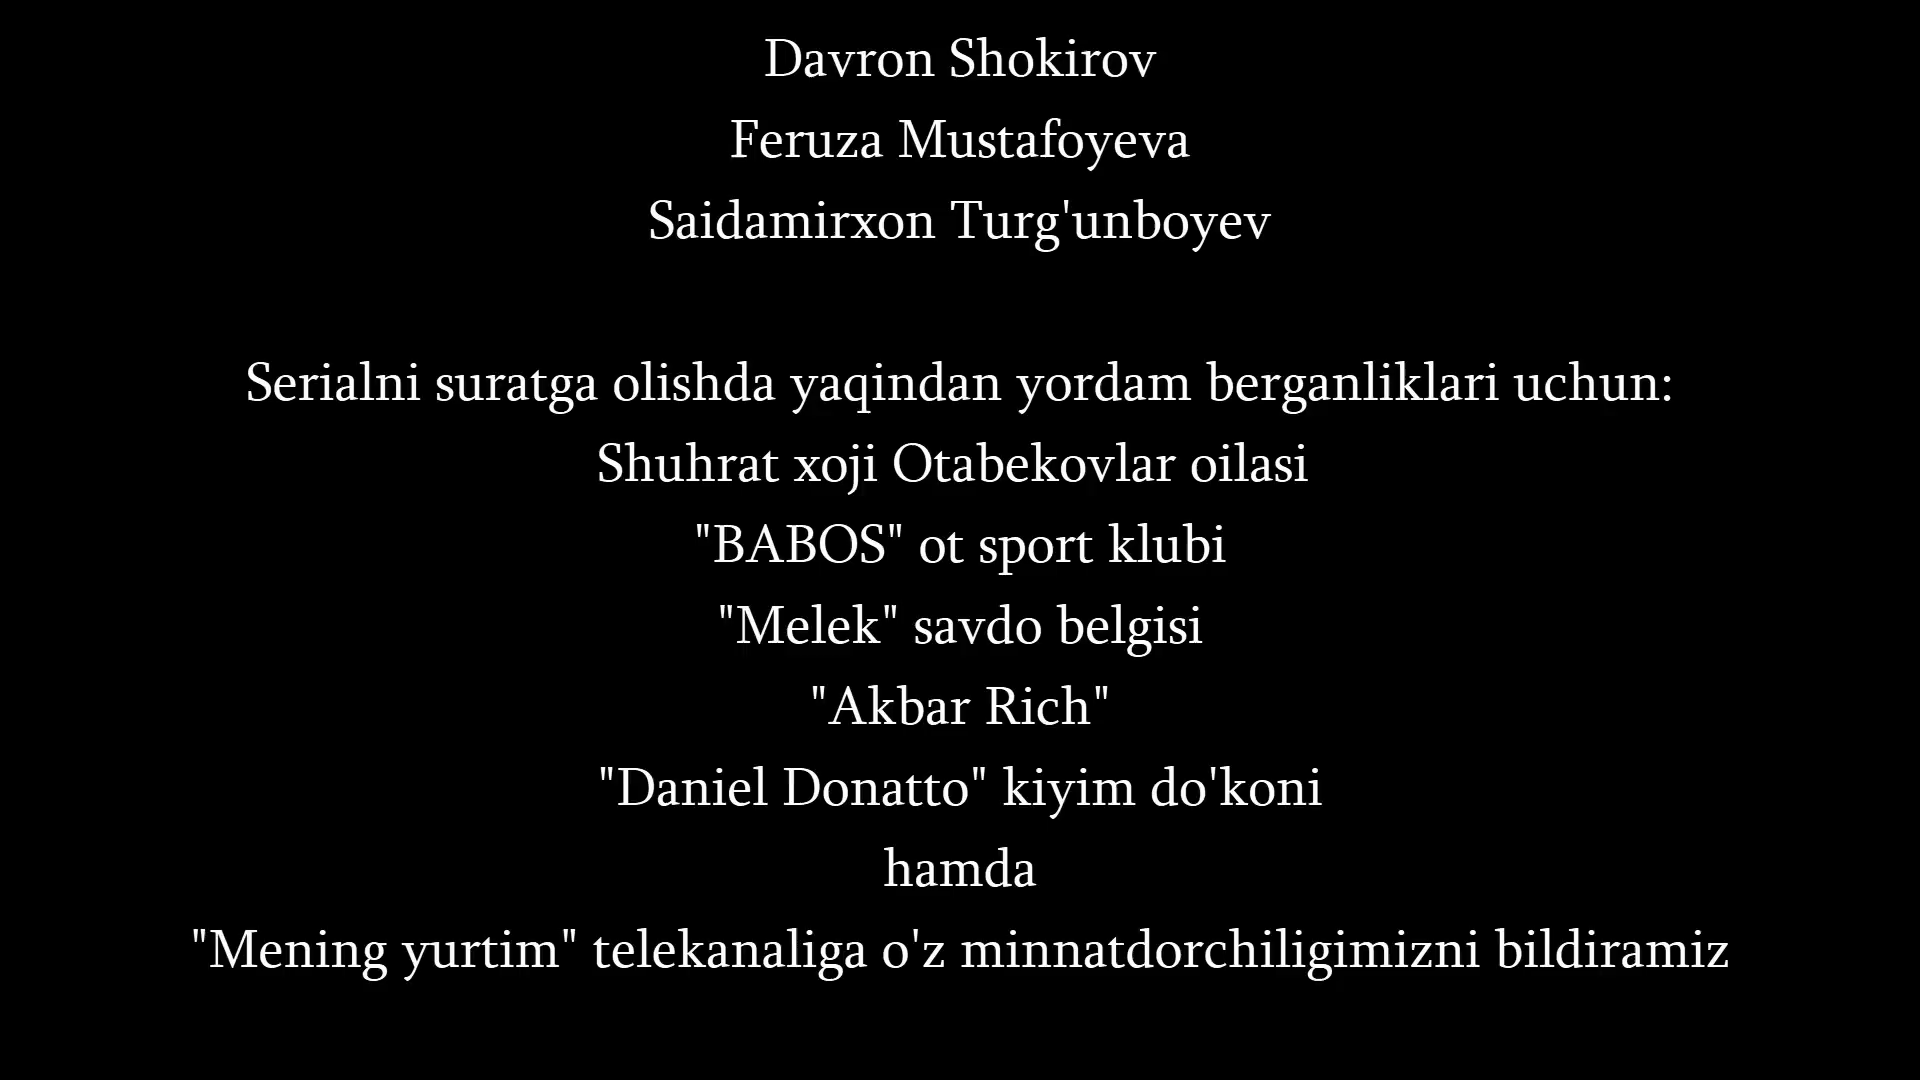 Davron Shokirov
Feruza Mustafoyeva
Saidamirxon Turg'unboyev
Serialni suratga olishda yaqindan yordam berganliklari uchun:
Shuhrat xoji Otabekovlar oilasi
"BABOS" ot sport klubi
"Melek" savdo belgisi
"Akbar Rich"
"Daniel Donatto" kiyim do'koni
hamda
"Mening yurtim" telekanaliga o'z minnatdorchiligimizni bildiramiz